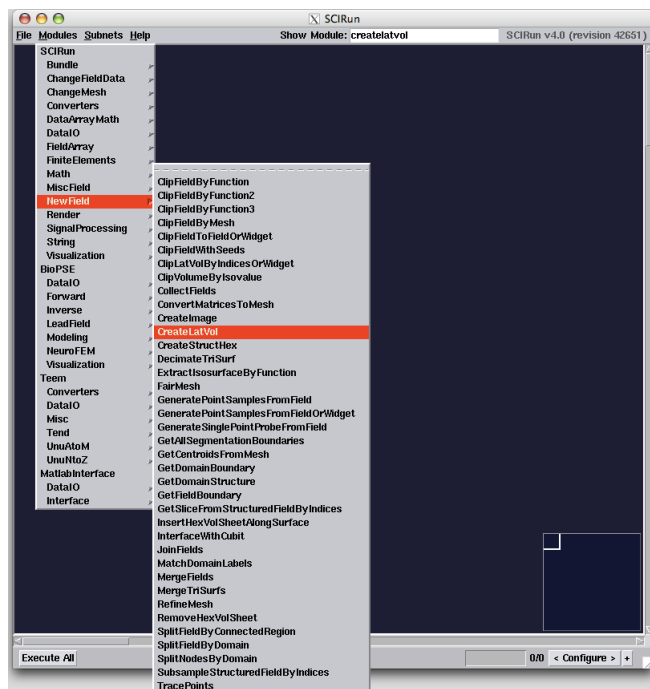 X SCIRun
File Modules Subnets Help Show Module: createlatvol SCIRun v4.0 (revision 42651)
SCIRun
Bundle
ChangeFieldData
ChangeMesh
Converters
DataArrayMath
DataIO
FieldArray
FiniteElements
Math
MiscField
NewField
Render
SignalProcessing
String
Visualization
BioPSE
DataIO
Forward
Inverse
LeadField
Modeling
NeuroFEM
Visualization
Teem
Converters
DataIO
Misc
Tend
UnuAtoM
UnuNtoZ
MatlabInterface
DataIO
Interface
ClipFieldByFunction
ClipFieldByFunction2
ClipFieldByFunction3
ClipFieldByMesh
ClipFieldToFieldOrWidget
ClipFieldWithSeeds
ClipLatVolByIndicesOrWidget
ClipVolumeByIsovalue
CollectFields
ConvertMatricesToMesh
CreateImage
CreateLatVol
CreateStructHex
DecimateTriSurf
ExtractIsosurfaceByFunction
FairMesh
GeneratePointSamplesFromField
GeneratePointSamplesFromFieldOrWidget
GenerateSinglePointProbeFromField
GetAllSegmentationBoundaries
GetCentroidsFromMesh
GetDomainBoundary
GetDomainStructure
GetFieldBoundary
GetSliceFromStructuredFieldByIndices
InsertHexVolSheetAlongSurface
InterfaceWithCubit
JoinFields
MatchDomainLabels
MergeFields
MergeTriSurfs
RefineMesh
RemoveHexVolSheet
SplitFieldByConnectedRegion
SplitFieldByDomain
SplitNodesByDomain
SubsampleStructuredFieldByIndices
TracePoints
Execute All 0/0 < Configure > +